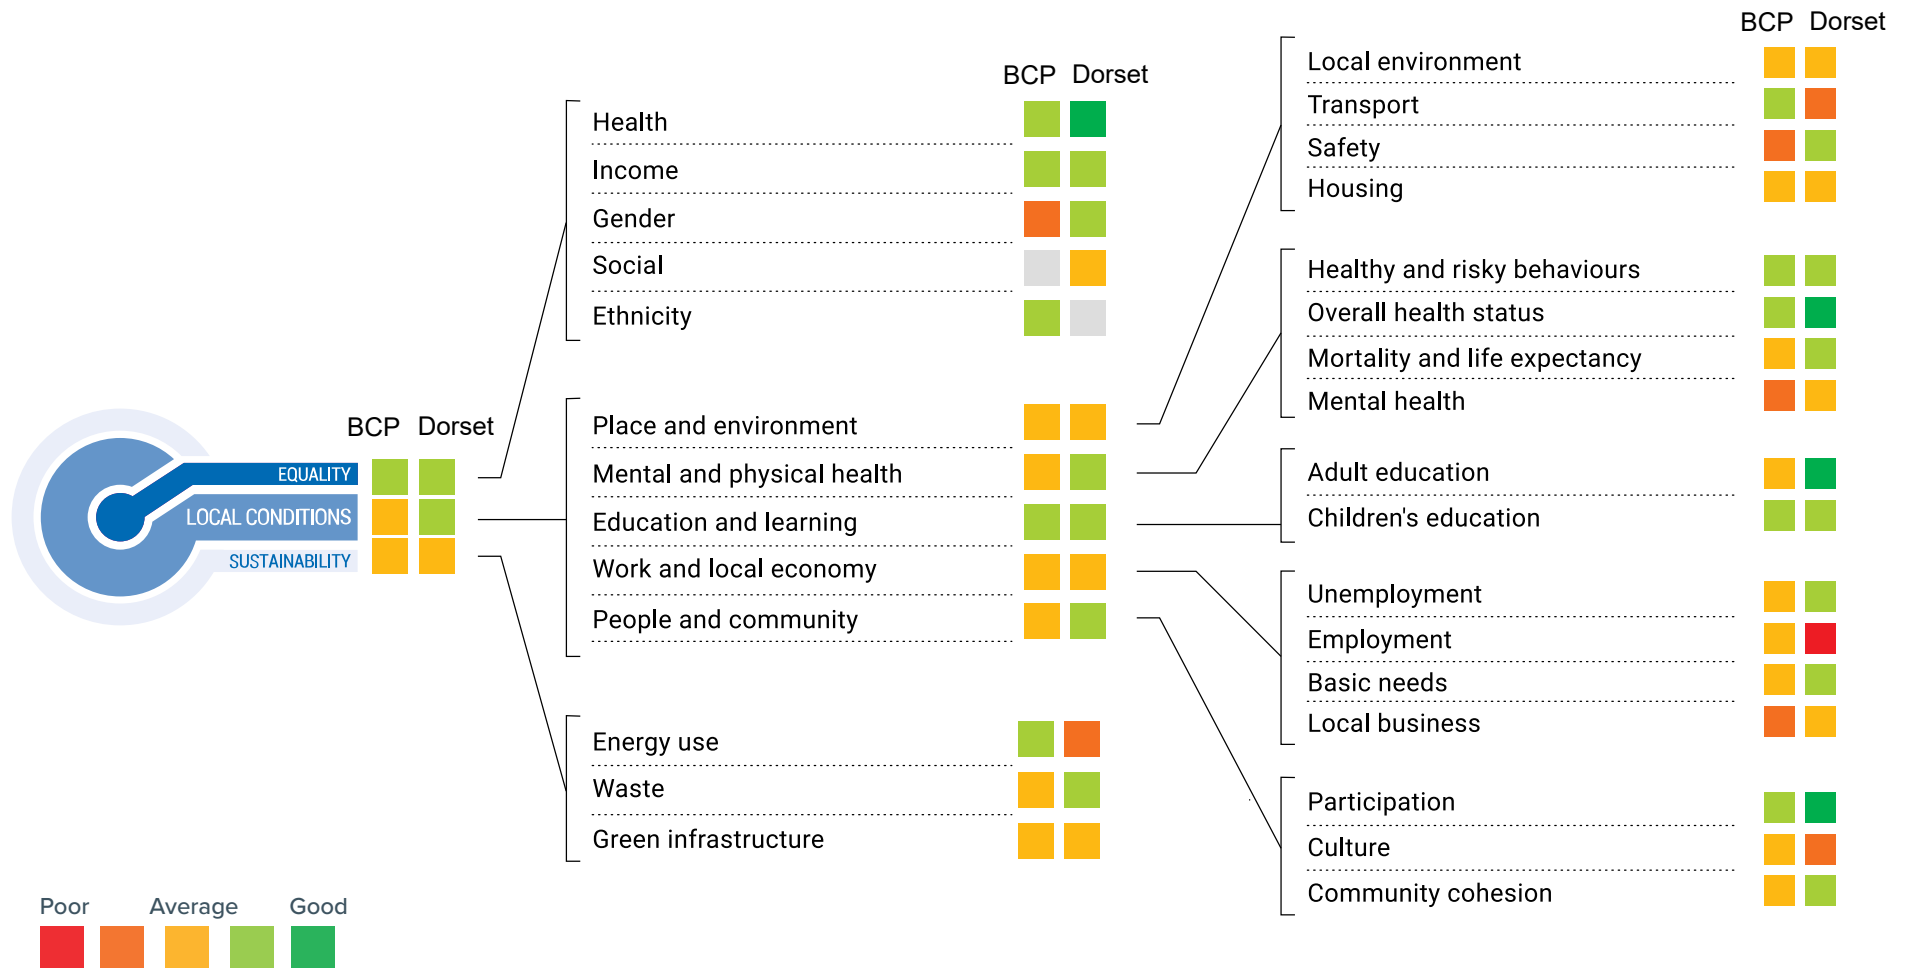 BCP Dorset
EQUALITY
LOCAL CONDITIONS
SUSTAINABILITY
BCP Dorset
Health
Income
Gender
Social
Ethnicity
Place and environment
Mental and physical health
Education and learning
Work and local economy
People and community
Energy use
Waste
Green infrastructure
BCP Dorset
Local environment
Transport
Safety
Housing
Healthy and risky behaviours
Overall health status
Mortality and life expectancy
Mental health
Adult education
Children's education
Unemployment
Employment
Basic needs
Local business
Participation
Culture
Community cohesion
Poor Average Good